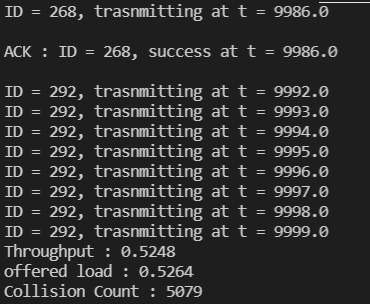 ID = 268, trasnmitting at t = 9986.0
ACK : ID = 268, success at t = 9986.0
ID = 292, trasnmitting at t = 9992.0
ID = 292, trasnmitting at t = 9993.0
ID = 292, trasnmitting at t = 9994.0
ID = 292, trasnmitting at t = 9995.0
ID = 292, trasnmitting at t = 9996.0
ID = 292, trasnmitting at t = 9997.0
ID = 292, trasnmitting at t = 9998.0
ID = 292, trasnmitting at t = 9999.0
Throughput : 0.5248
offered load : 0.5264
Collision Count : 5079